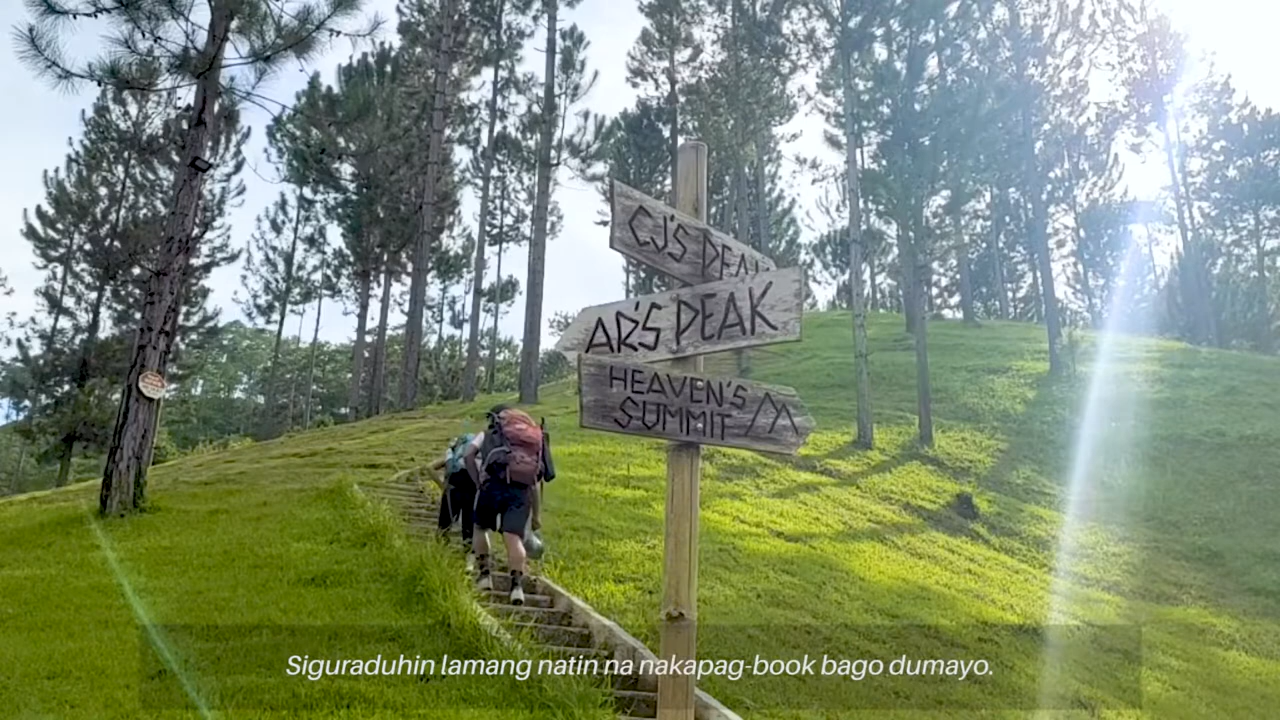 CJ'S PEAK
AR'S PEAK
HEAVEN'S
SUMMIT
Siguraduhin lamang natin na nakapag-book bago dumayo.